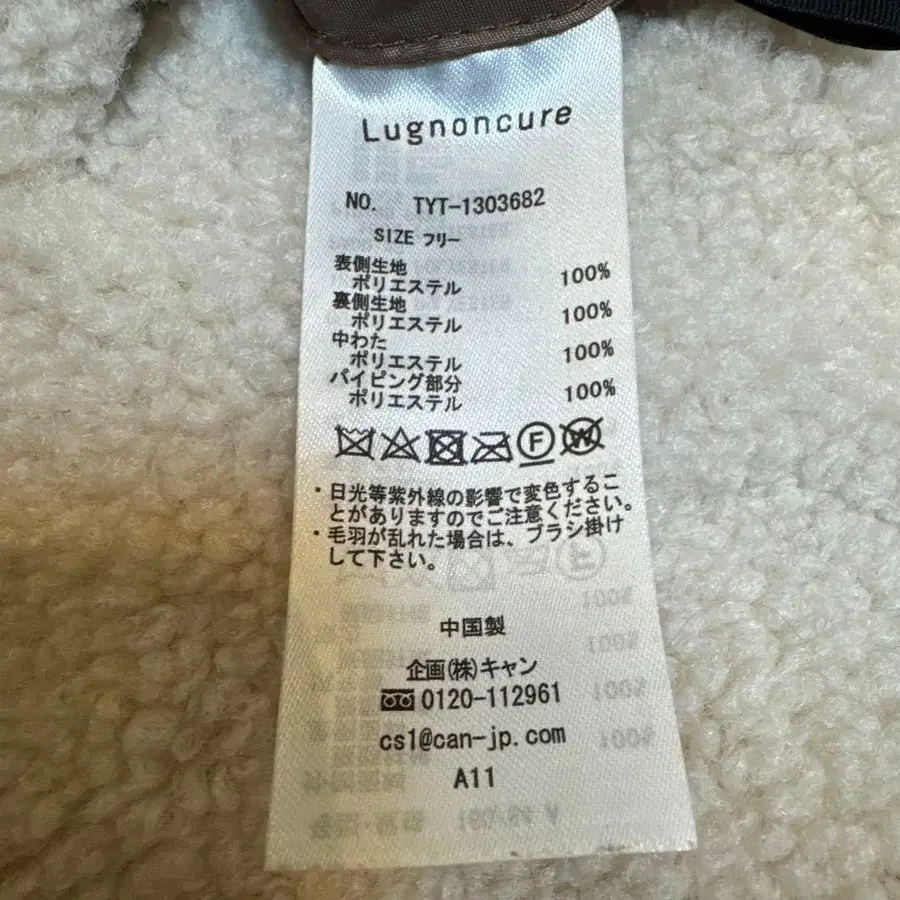 Lugnoncure
NO. TYT-1303682
SIZE フリー
表側生地
ポリエステル 100%
裏側生地
ポリエステル 100%
中わた
ポリエステル 100%
パイピング部分
ポリエステル 100%
F W
・日光等紫外線の影響で変色するこ
とがありますのでご注意ください。
・毛羽が乱れた場合は、ブラシ掛け
して下さい。
中国製
企画(株)キャン
0120-112961
cs1@can-jp.com
A11